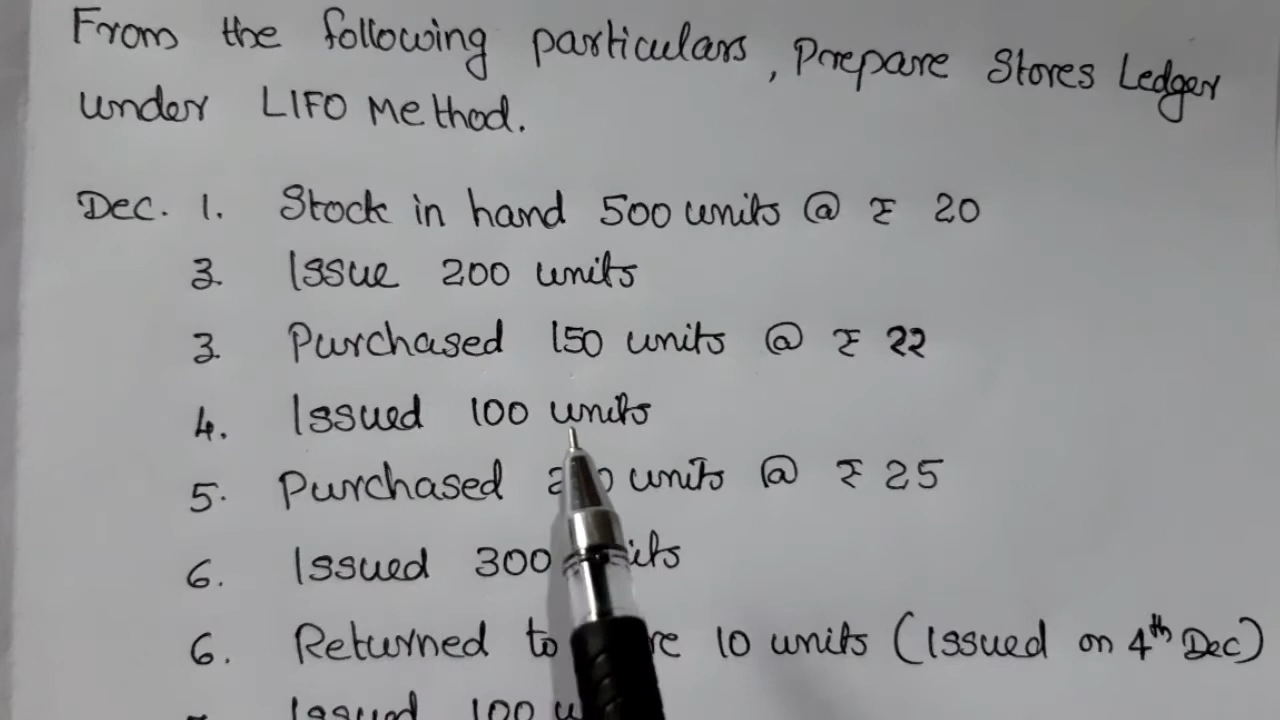 From the following particulars, Prepare Stores Ledger
under LIFO Method.
Dec. 1. Stock in hand 500 units @ ₹ 20
3. Issue 200 units
3. Purchased 150 units @ ₹ 22
4. Issued 100 units
5. Purchased units @ ₹ 25
6. Issued 300
6. Returned to 10 units (Issued on 4th Dec)
Issued 100